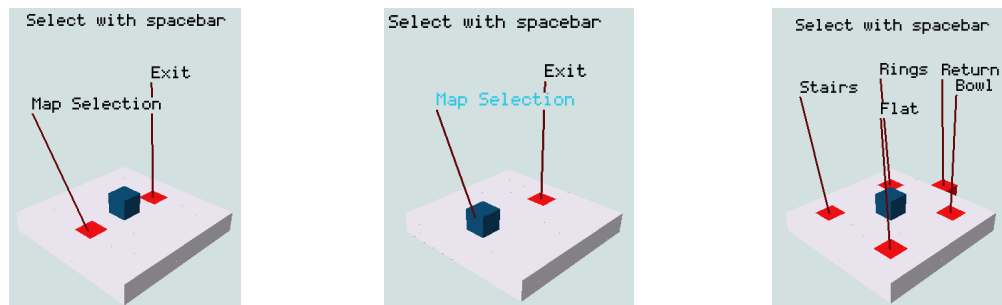 Select with spacebar
Exit
Map Selection
Select with spacebar
Exit
Map Selection
Select with spacebar
Rings Return
Stairs Bowl
Flat